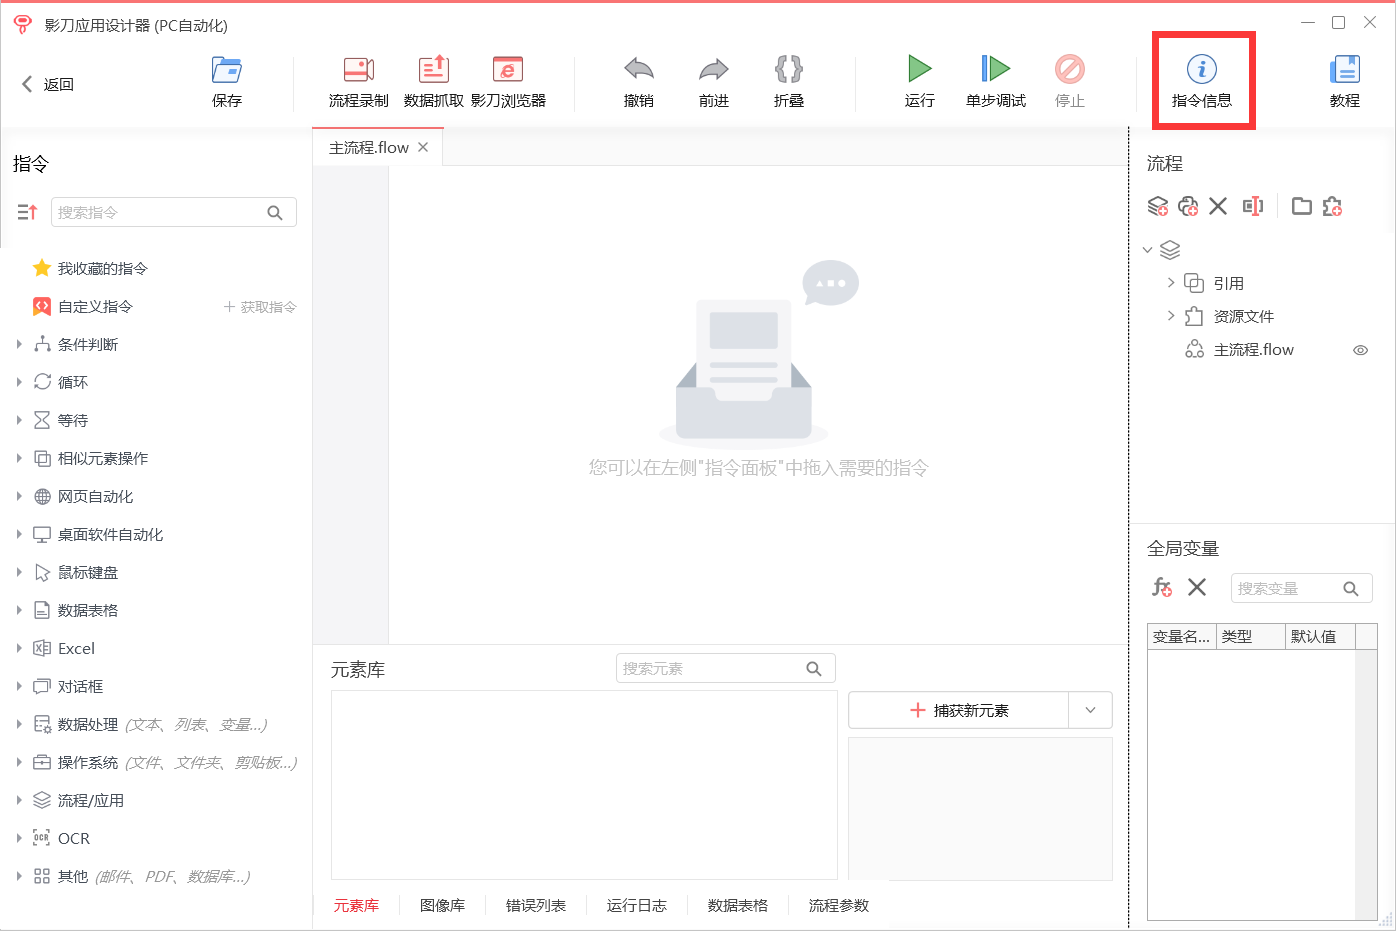 影刀应用设计器 (PC自动化)
返回
保存
流程录制
数据抓取
影刀浏览器
撤销
前进
折叠
运行
单步调试
停止
指令信息
教程
指令
搜索指令
我收藏的指令
自定义指令
获取指令
条件判断
循环
等待
相似元素操作
网页自动化
桌面软件自动化
鼠标键盘
数据表格
Excel
对话框
数据处理 (文本、列表、变量...)
操作系统 (文件、文件夹、剪贴板...)
流程/应用
OCR
OCR
其他 (邮件、PDF、数据库...)
主流程.flow
您可以在左侧"指令面板"中拖入需要的指令
元素库
搜索元素
捕获新元素
元素库
图像库
错误列表
运行日志
数据表格
流程参数
流程
引用
资源文件
主流程.flow
全局变量
搜索变量
变量名...
类型
默认值